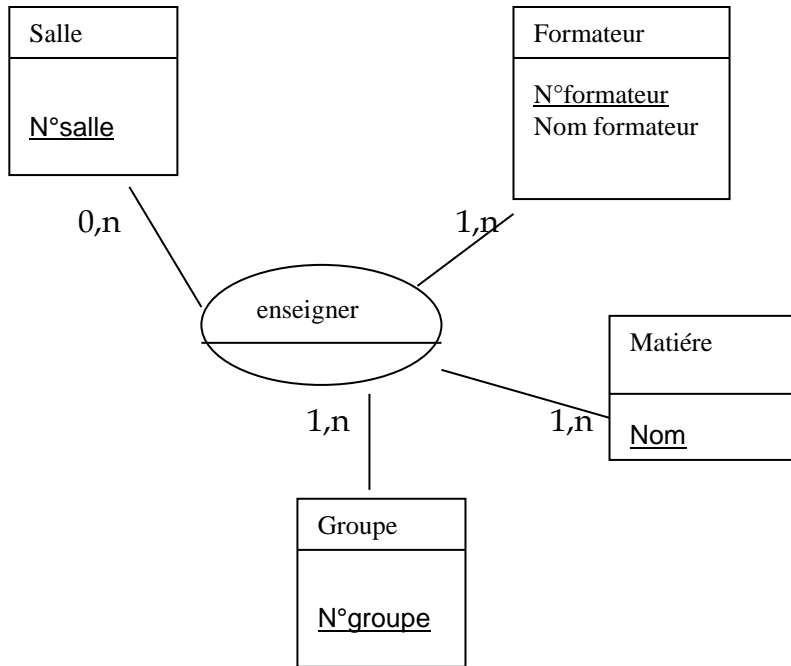 Salle
N°salle
Formateur
N°formateur
Nom formateur
0,n
1,n
enseigner
Matiére
Nom
1,n
1,n
Groupe
N°groupe